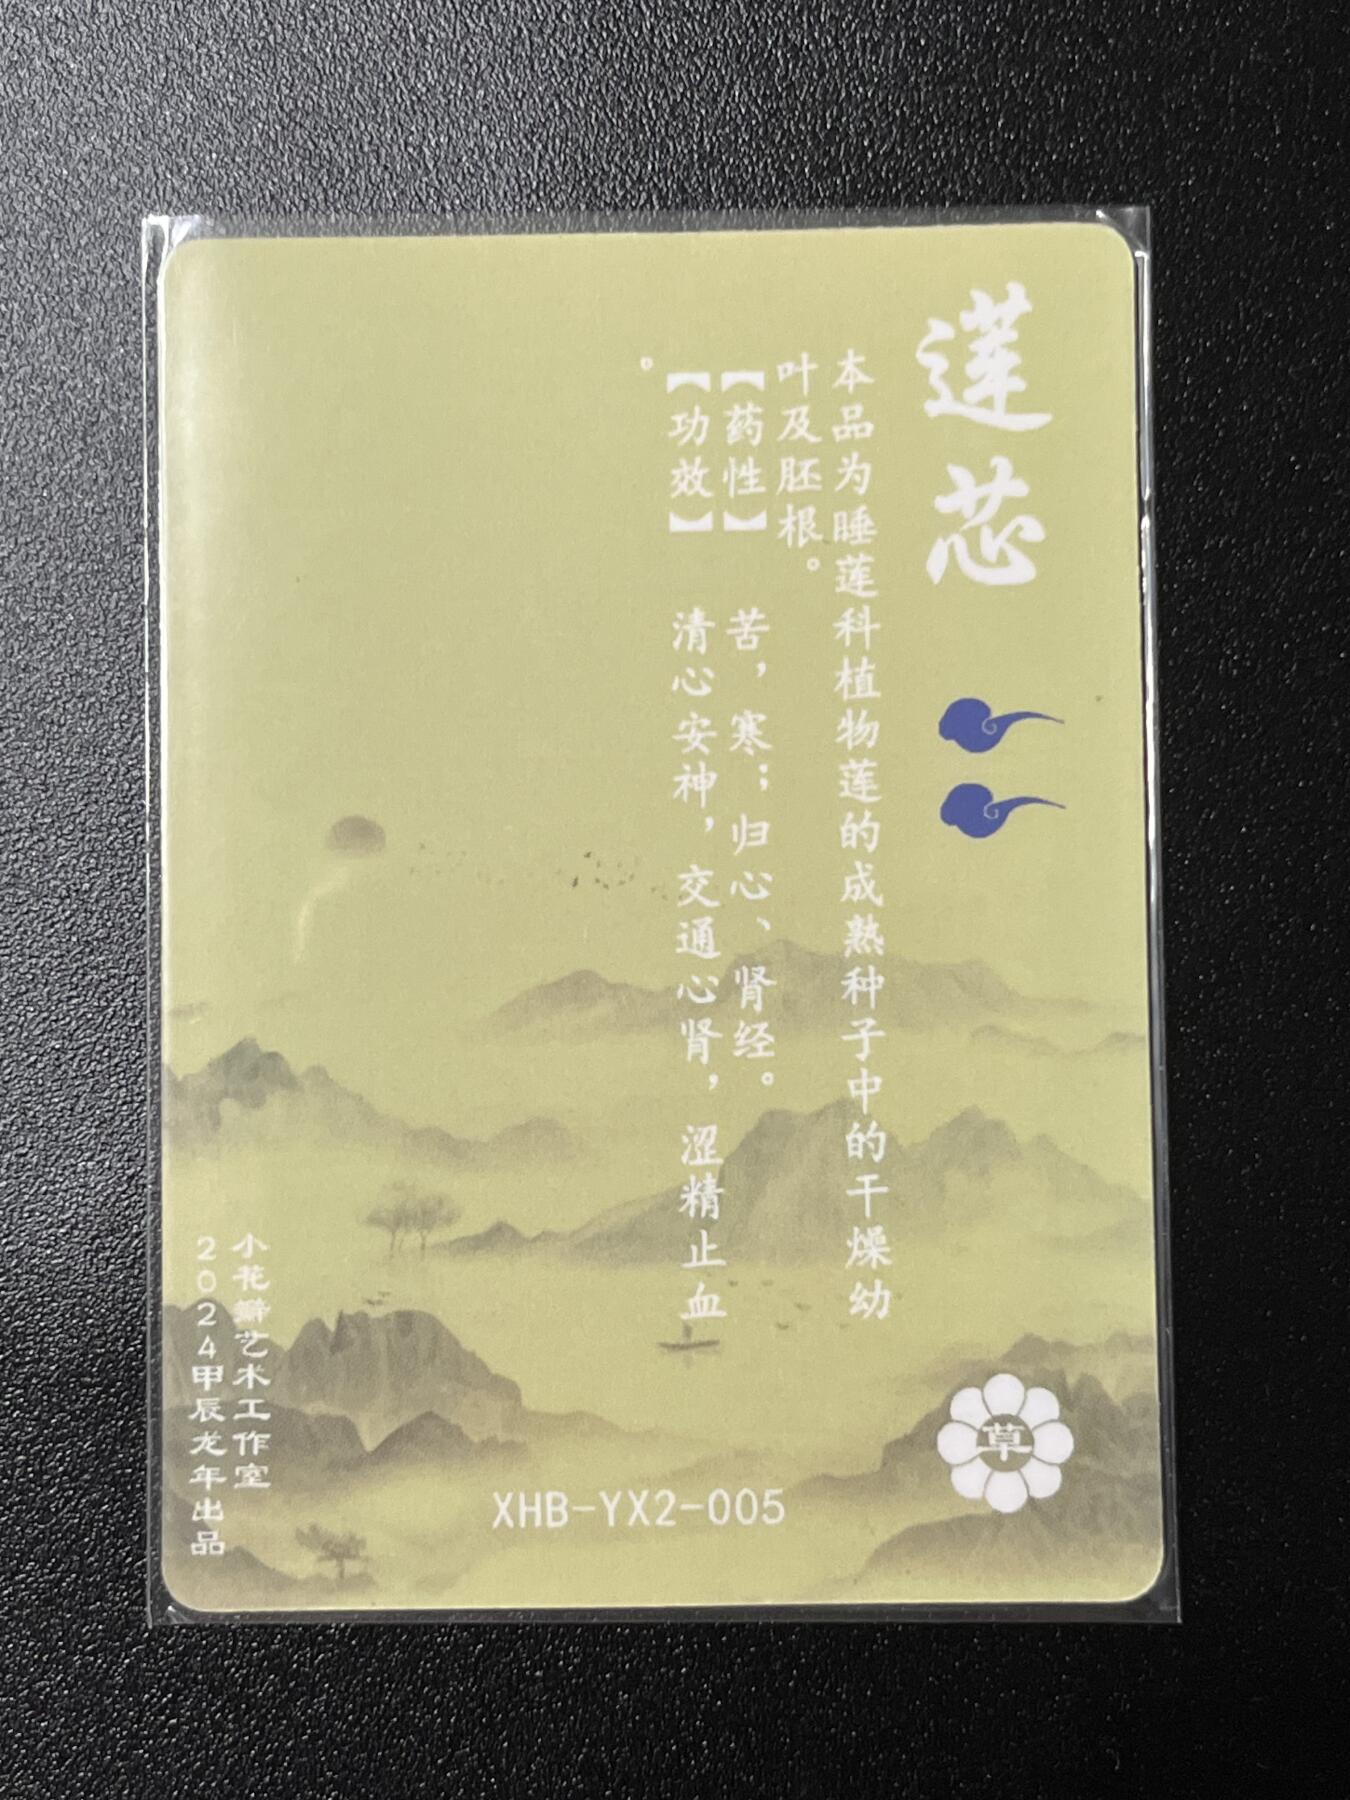 蓮芯
本品为睡莲科植物莲的成熟种子中的干燥幼
叶及胚根。
【药性】 苦，寒；归心、肾经。
【功效】 清心安神，交通心肾，涩精止血
。
小花瓣艺术工作室
2024甲辰龙年出品
XHB-YX2-005
草